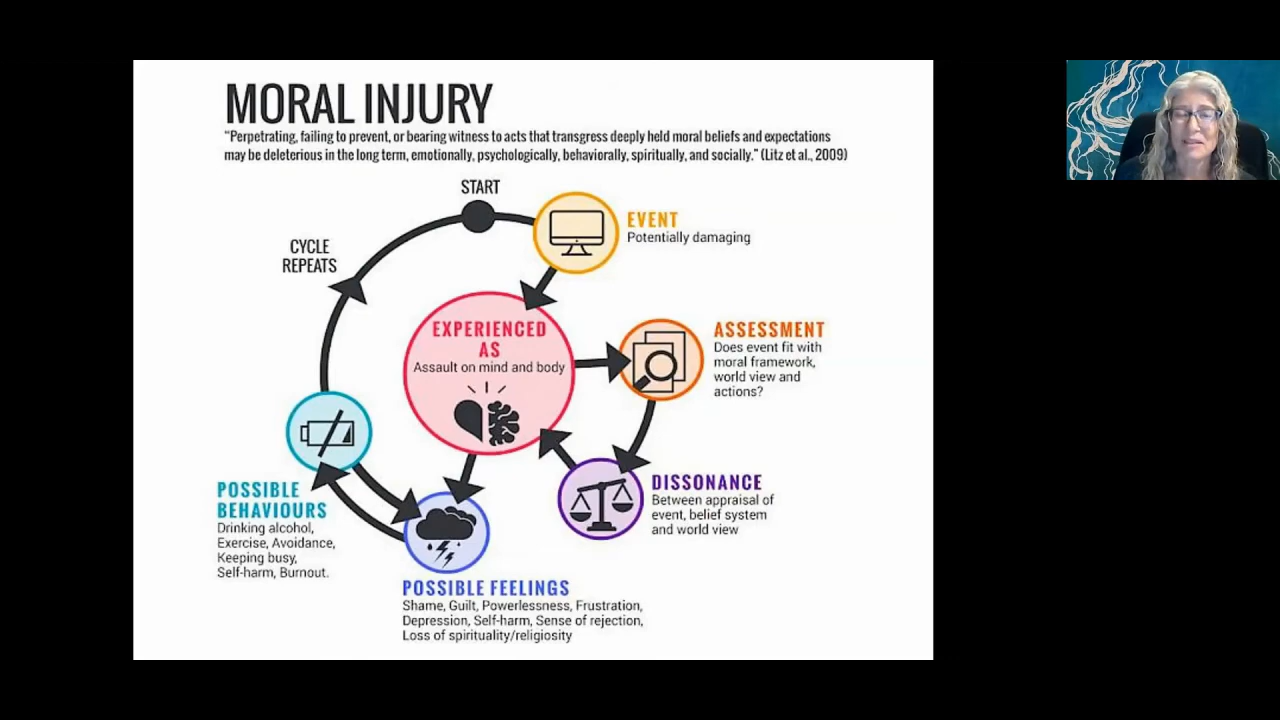 MORAL INJURY
"Perpetrating, failing to prevent, or bearing witness to acts that transgress deeply held moral beliefs and expectations
may be deleterious in the long term, emotionally, psychologically, behaviorally, spiritually, and socially." (Litz et al., 2009)
START
EVENT
Potentially damaging
CYCLE
REPEATS
EXPERIENCED
AS
Assault on mind and body
ASSESSMENT
Does event fit with
moral framework,
world view and
actions?
DISSONANCE
Between appraisal of
event, belief system
and world view
POSSIBLE
BEHAVIOURS
Drinking alcohol,
Exercise, Avoidance,
Keeping busy,
Self-harm, Burnout.
POSSIBLE FEELINGS
Shame, Guilt, Powerlessness, Frustration,
Depression, Self-harm, Sense of rejection,
Loss of spirituality/religiosity